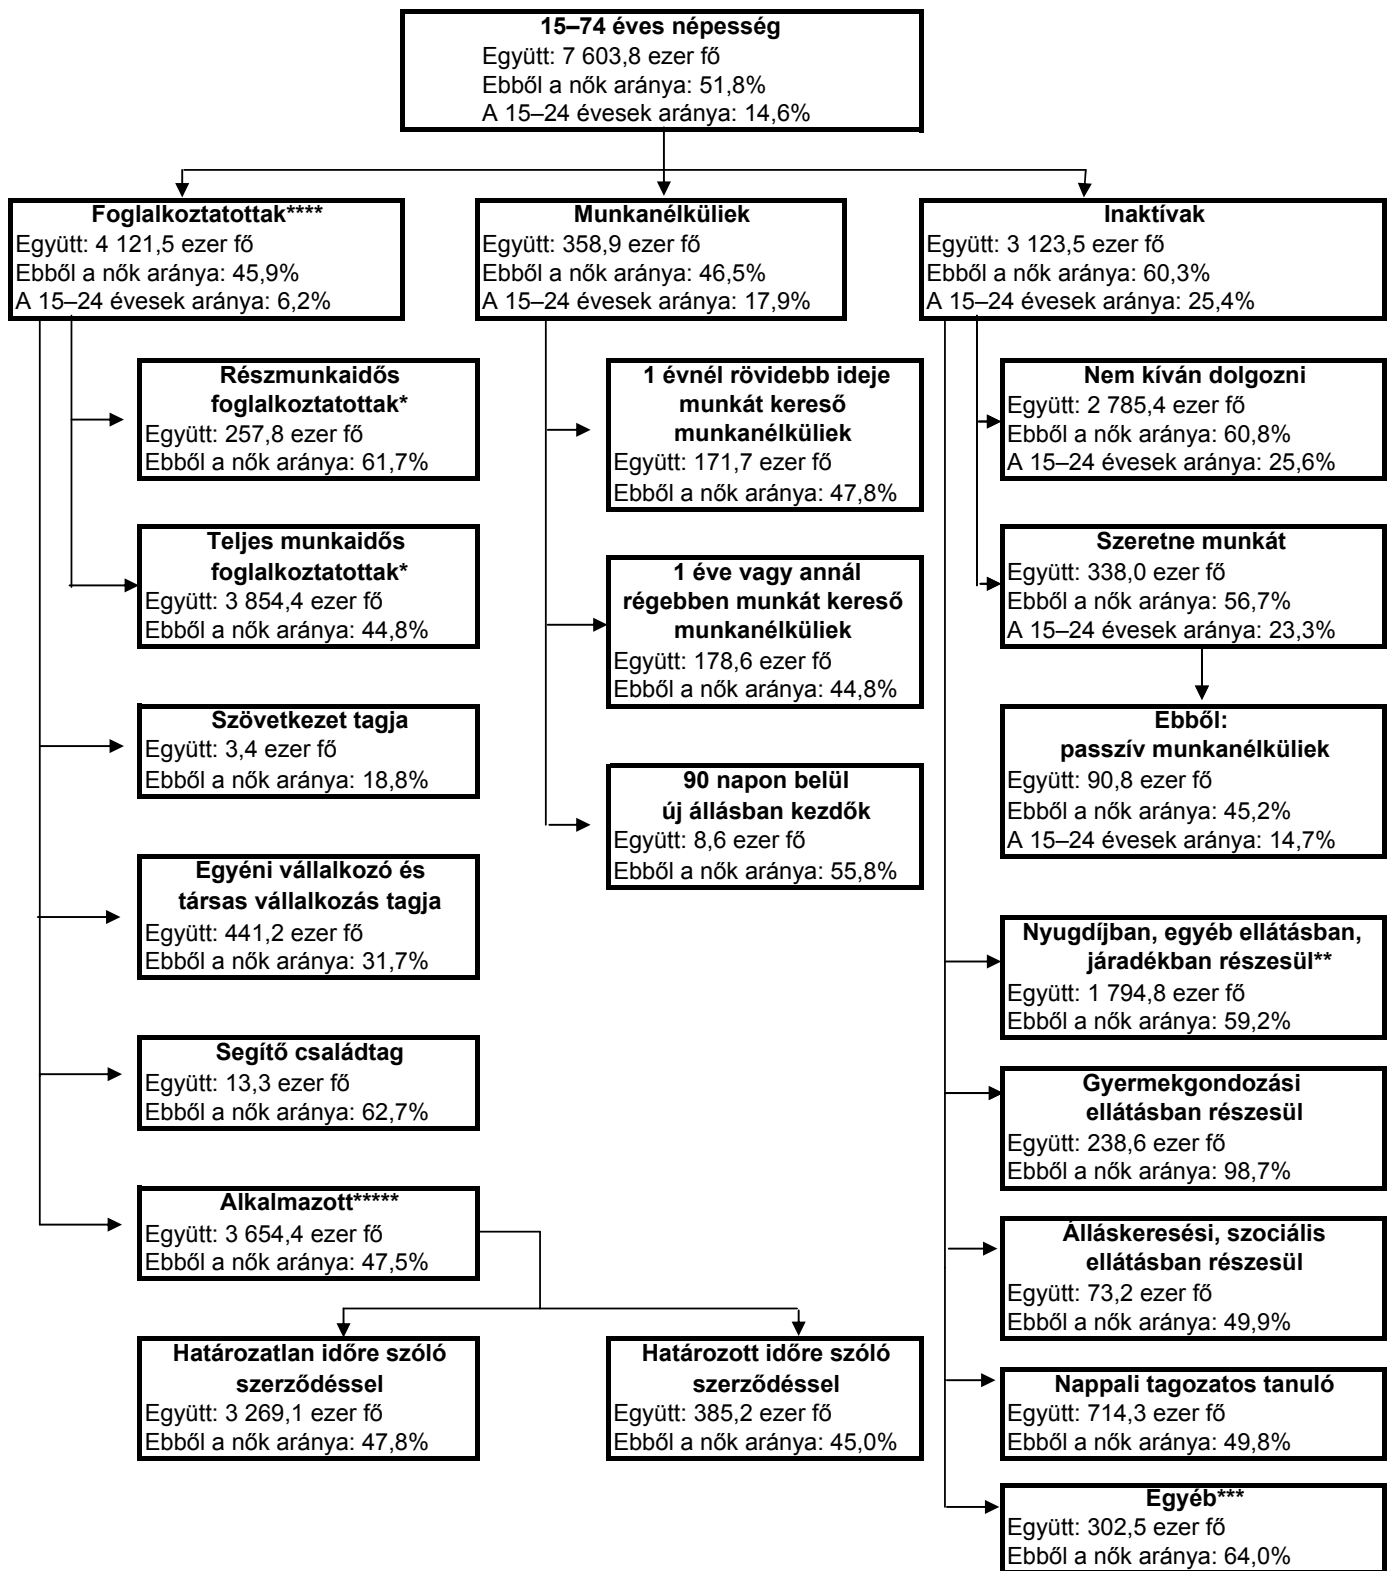 15–74 éves népesség
Együtt: 7 603,8 ezer fő
Ebből a nők aránya: 51,8%
A 15–24 évesek aránya: 14,6%
Foglalkoztatottak****
Együtt: 4 121,5 ezer fő
Ebből a nők aránya: 45,9%
A 15–24 évesek aránya: 6,2%
Részmunkaidős
foglalkoztatottak*
Együtt: 257,8 ezer fő
Ebből a nők aránya: 61,7%
Teljes munkaidős
foglalkoztatottak*
Együtt: 3 854,4 ezer fő
Ebből a nők aránya: 44,8%
Szövetkezet tagja
Együtt: 3,4 ezer fő
Ebből a nők aránya: 18,8%
Egyéni vállalkozó és
társas vállalkozás tagja
Együtt: 441,2 ezer fő
Ebből a nők aránya: 31,7%
Segítő családtag
Együtt: 13,3 ezer fő
Ebből a nők aránya: 62,7%
Alkalmazott*****
Együtt: 3 654,4 ezer fő
Ebből a nők aránya: 47,5%
Határozatlan időre szóló
szerződéssel
Együtt: 3 269,1 ezer fő
Ebből a nők aránya: 47,8%
Határozott időre szóló
szerződéssel
Együtt: 385,2 ezer fő
Ebből a nők aránya: 45,0%
Munkanélküliek
Együtt: 358,9 ezer fő
Ebből a nők aránya: 46,5%
A 15–24 évesek aránya: 17,9%
1 évnél rövidebb ideje
munkát kereső
munkanélküliek
Együtt: 171,7 ezer fő
Ebből a nők aránya: 47,8%
1 éve vagy annál
régebben munkát kereső
munkanélküliek
Együtt: 178,6 ezer fő
Ebből a nők aránya: 44,8%
90 napon belül
új állásban kezdők
Együtt: 8,6 ezer fő
Ebből a nők aránya: 55,8%
Inaktívak
Együtt: 3 123,5 ezer fő
Ebből a nők aránya: 60,3%
A 15–24 évesek aránya: 25,4%
Nem kíván dolgozni
Együtt: 2 785,4 ezer fő
Ebből a nők aránya: 60,8%
A 15–24 évesek aránya: 25,6%
Szeretne munkát
Együtt: 338,0 ezer fő
Ebből a nők aránya: 56,7%
A 15–24 évesek aránya: 23,3%
Ebből:
passzív munkanélküliek
Együtt: 90,8 ezer fő
Ebből a nők aránya: 45,2%
A 15–24 évesek aránya: 14,7%
Nyugdíjban, egyéb ellátásban,
járadékban részesül**
Együtt: 1 794,8 ezer fő
Ebből a nők aránya: 59,2%
Gyermekgondozási
ellátásban részesül
Együtt: 238,6 ezer fő
Ebből a nők aránya: 98,7%
Álláskeresési, szociális
ellátásban részesül
Együtt: 73,2 ezer fő
Ebből a nők aránya: 49,9%
Nappali tagozatos tanuló
Együtt: 714,3 ezer fő
Ebből a nők aránya: 49,8%
Egyéb***
Együtt: 302,5 ezer fő
Ebből a nők aránya: 64,0%